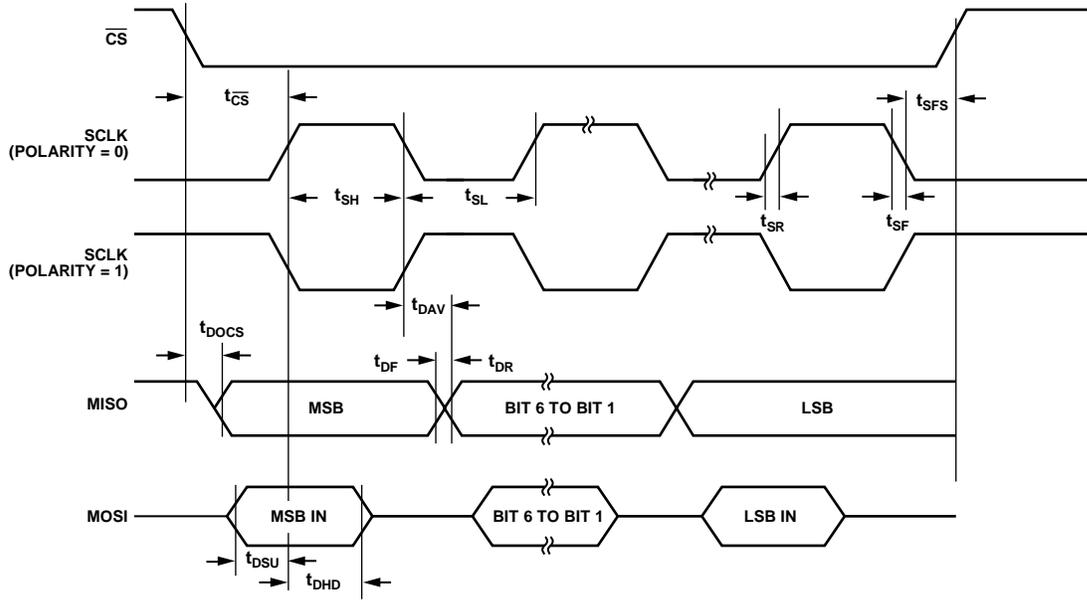 CS
tCS
tSFS
SCLK
(POLARITY = 0)
tSH
tSL
tSR
tSF
SCLK
(POLARITY = 1)
tDAV
tDOCS
tDF
tDR
MISO
MSB
BIT 6 TO BIT 1
LSB
MOSI
MSB IN
BIT 6 TO BIT 1
LSB IN
tDSU
tDHD